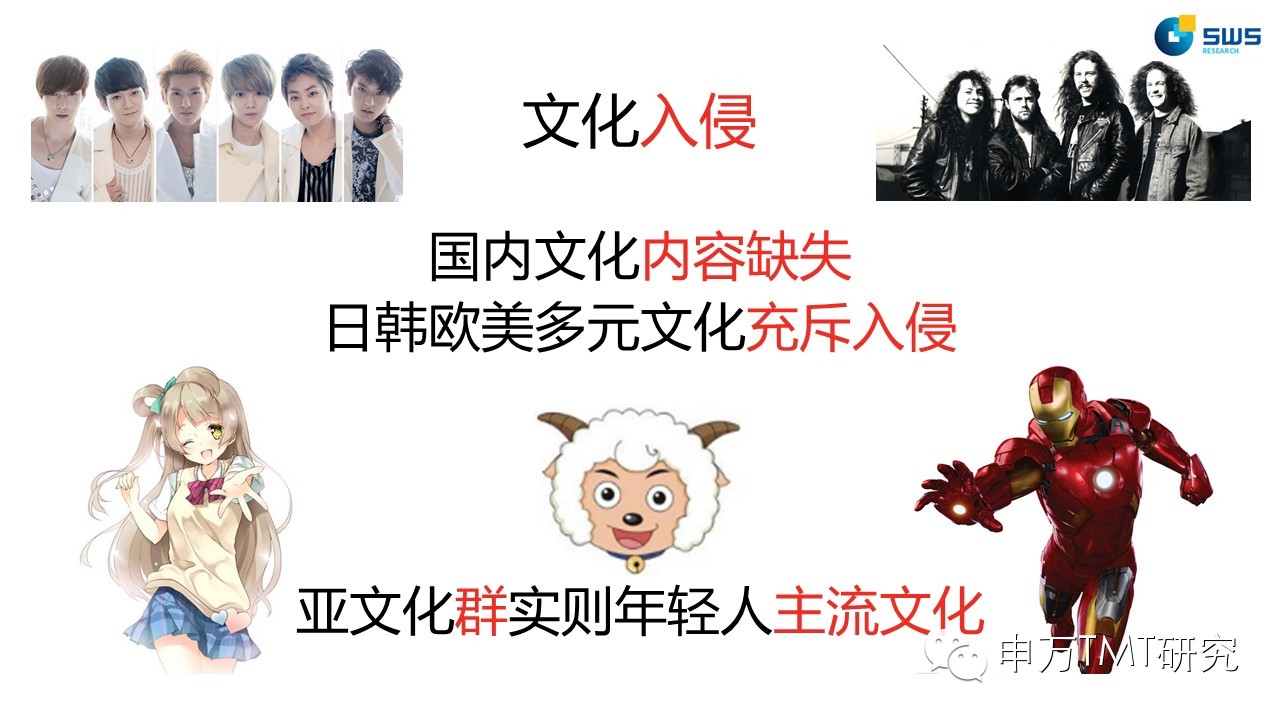 SWS
RESEARCH
文化入侵
国内文化内容缺失
日韩欧美多元文化充斥入侵
亚文化群实则年轻人主流文化
申万TMT研究